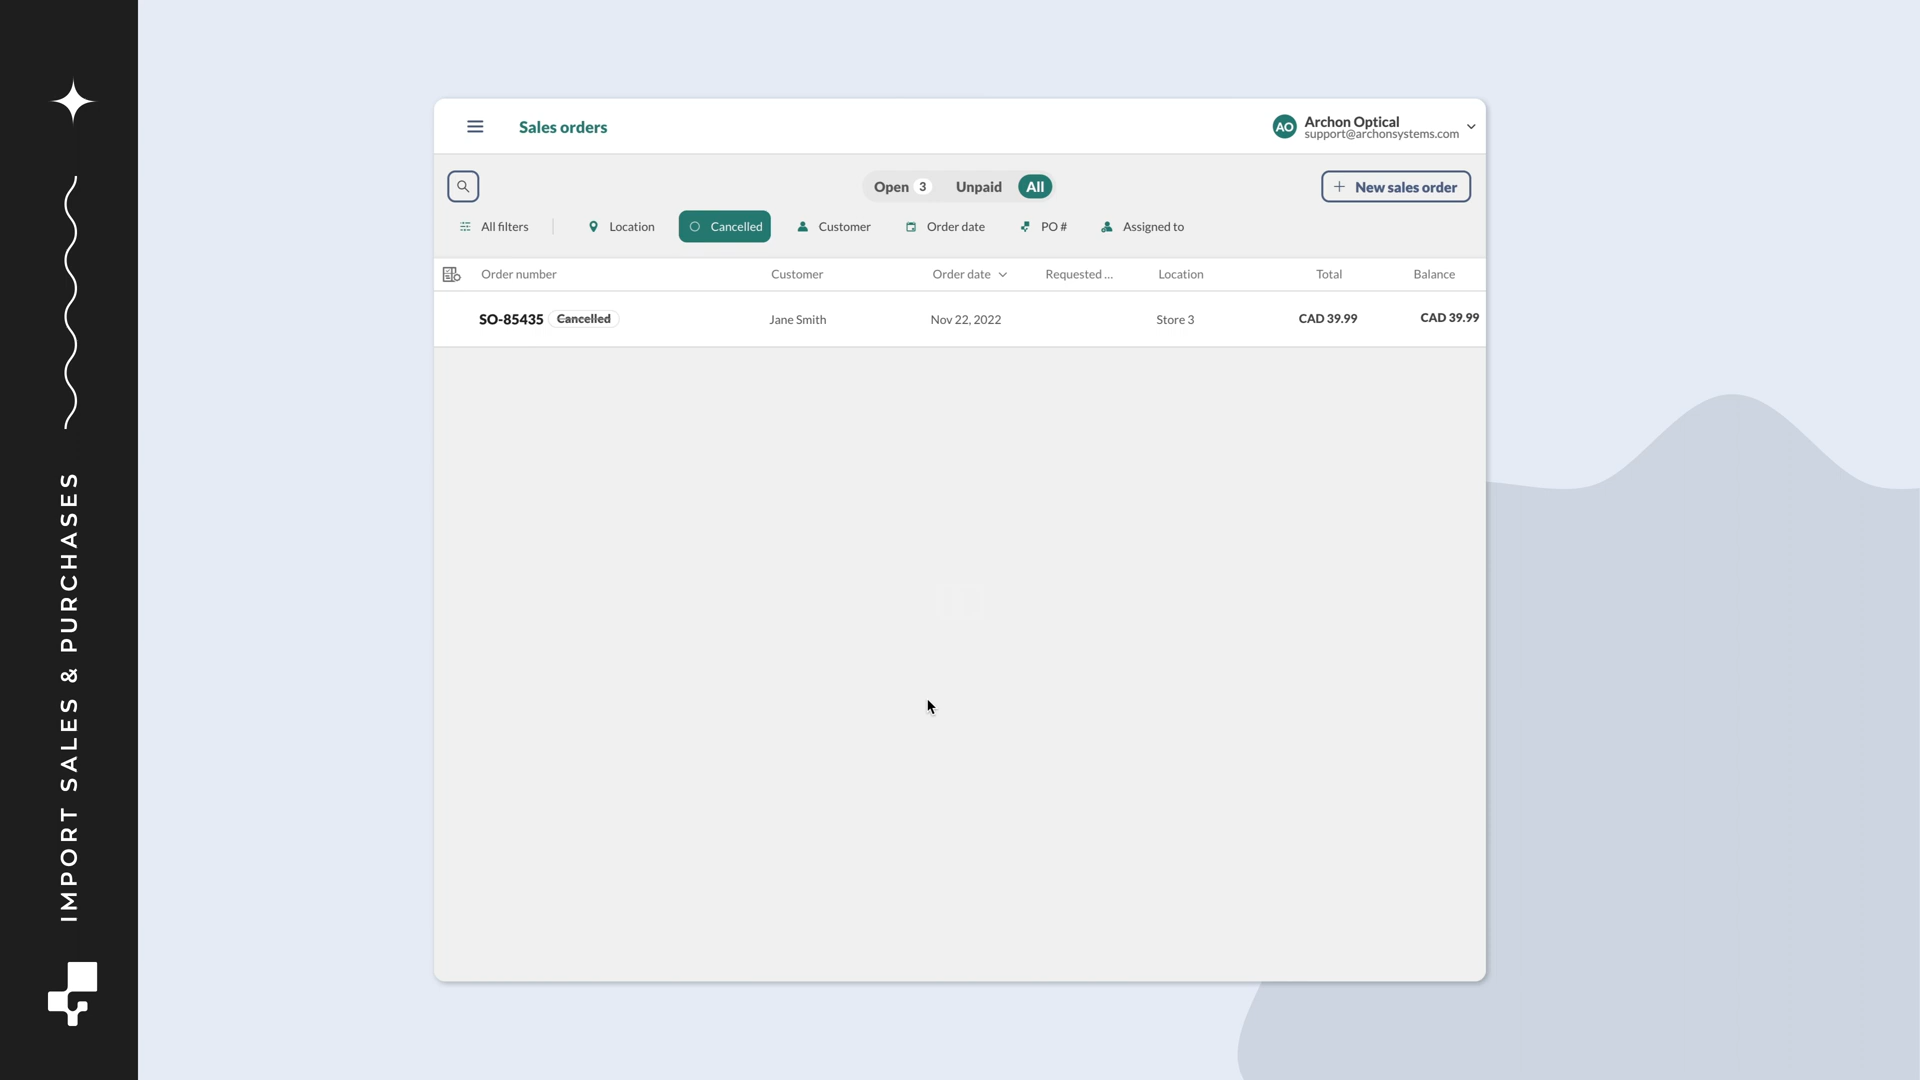 IMPORT SALES & PURCHASES
Sales orders
AO
Archon Optical
support@archonsystems.com
Open 3 Unpaid All
New sales order
All filters Location Cancelled Customer Order date PO # Assigned to
Order number Customer Order date Requested ... Location Total Balance
SO-85435 Cancelled Jane Smith Nov 22, 2022 Store 3 CAD 39.99 CAD 39.99